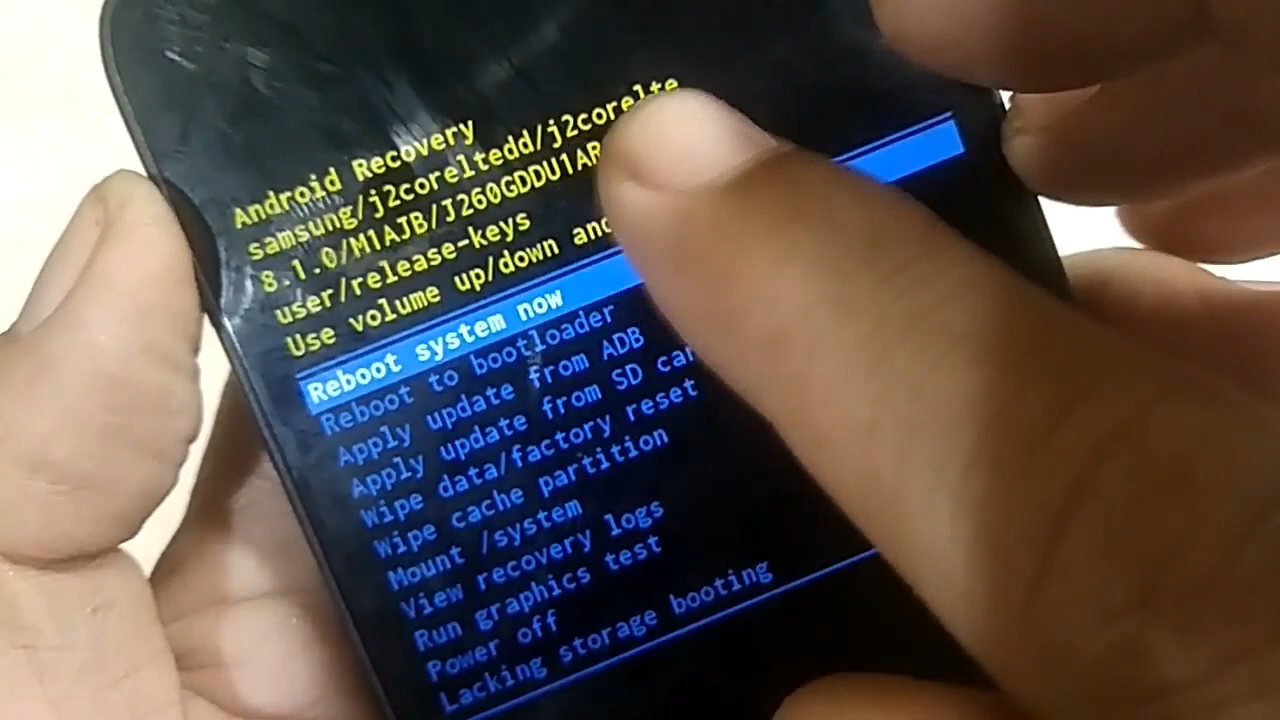 Android Recovery
samsung/j2coreltedd/j2corelte
8.1.0/M1AJB/J260GDDU1AR
user/release-keys
Use volume up/down and
Reboot system now
Reboot to bootloader
Apply update from ADB
Apply update from SD car
Wipe data/factory reset
Wipe cache partition
Mount /system
View recovery logs
Run graphics test
Power off
Lacking storage booting